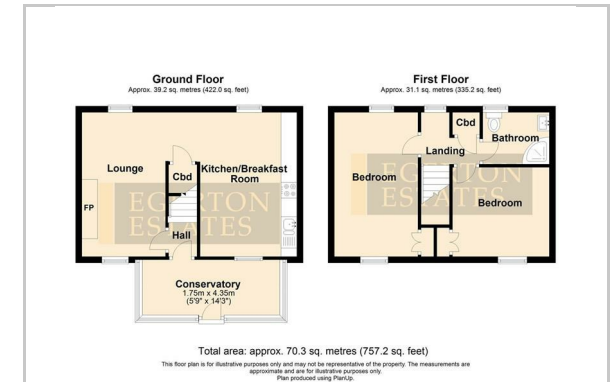 Ground Floor
Approx. 39.2 sq. metres (422.0 sq. feet)
Lounge
Cbd
Kitchen/Breakfast
Room
FP
Hall
EGERTON
ESTATES
Conservatory
1.75m x 4.35m
(5'9" x 14'3")
First Floor
Approx. 31.1 sq. metres (335.2 sq. feet)
Cbd
Landing
Bathroom
Bedroom
Bedroom
EGERTON
ESTATES
Total area: approx. 70.3 sq. metres (757.2 sq. feet)
This floor plan is for illustrative purposes only and may not be representative of the property. The measurements are
approximate and are for illustrative purposes only.
Plan produced using PlanUp.